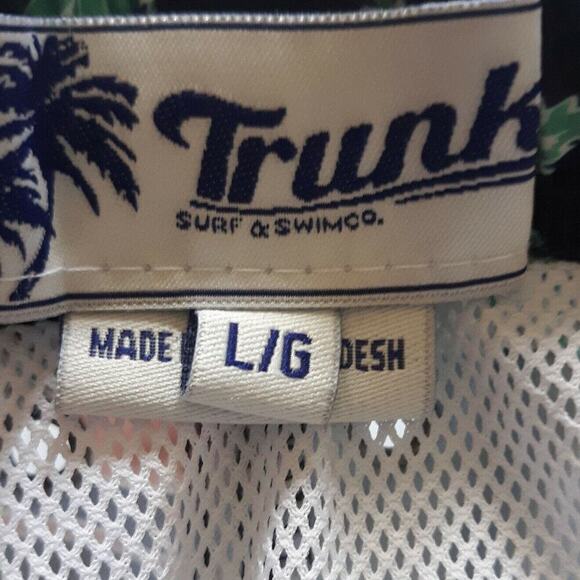 Trunk
SURF & SWIM CO.
MADE
L/G
DESH